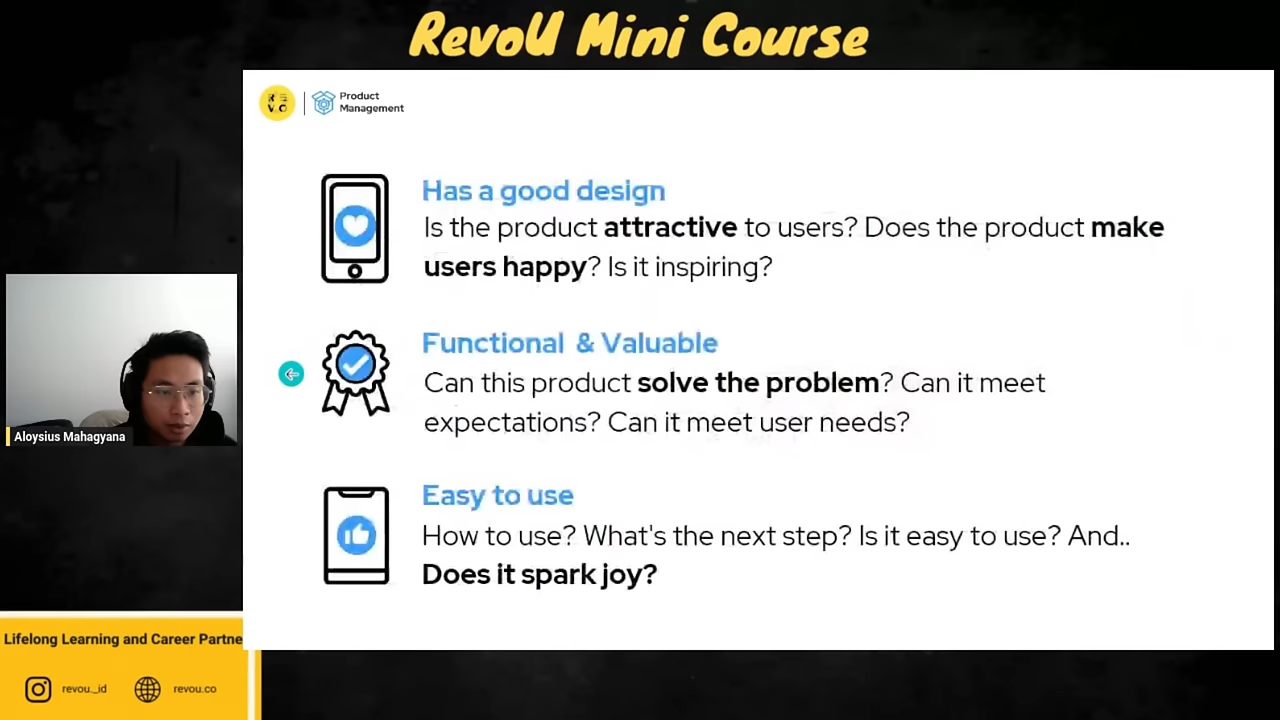 RevoU Mini Course
R E
V O
Product
Management
Has a good design
Is the product attractive to users? Does the product make
users happy? Is it inspiring?
Functional & Valuable
Can this product solve the problem? Can it meet
expectations? Can it meet user needs?
Easy to use
How to use? What's the next step? Is it easy to use? And..
Does it spark joy?
Aloysius Mahagyana
Lifelong Learning and Career Partne
revou_id
revou.co